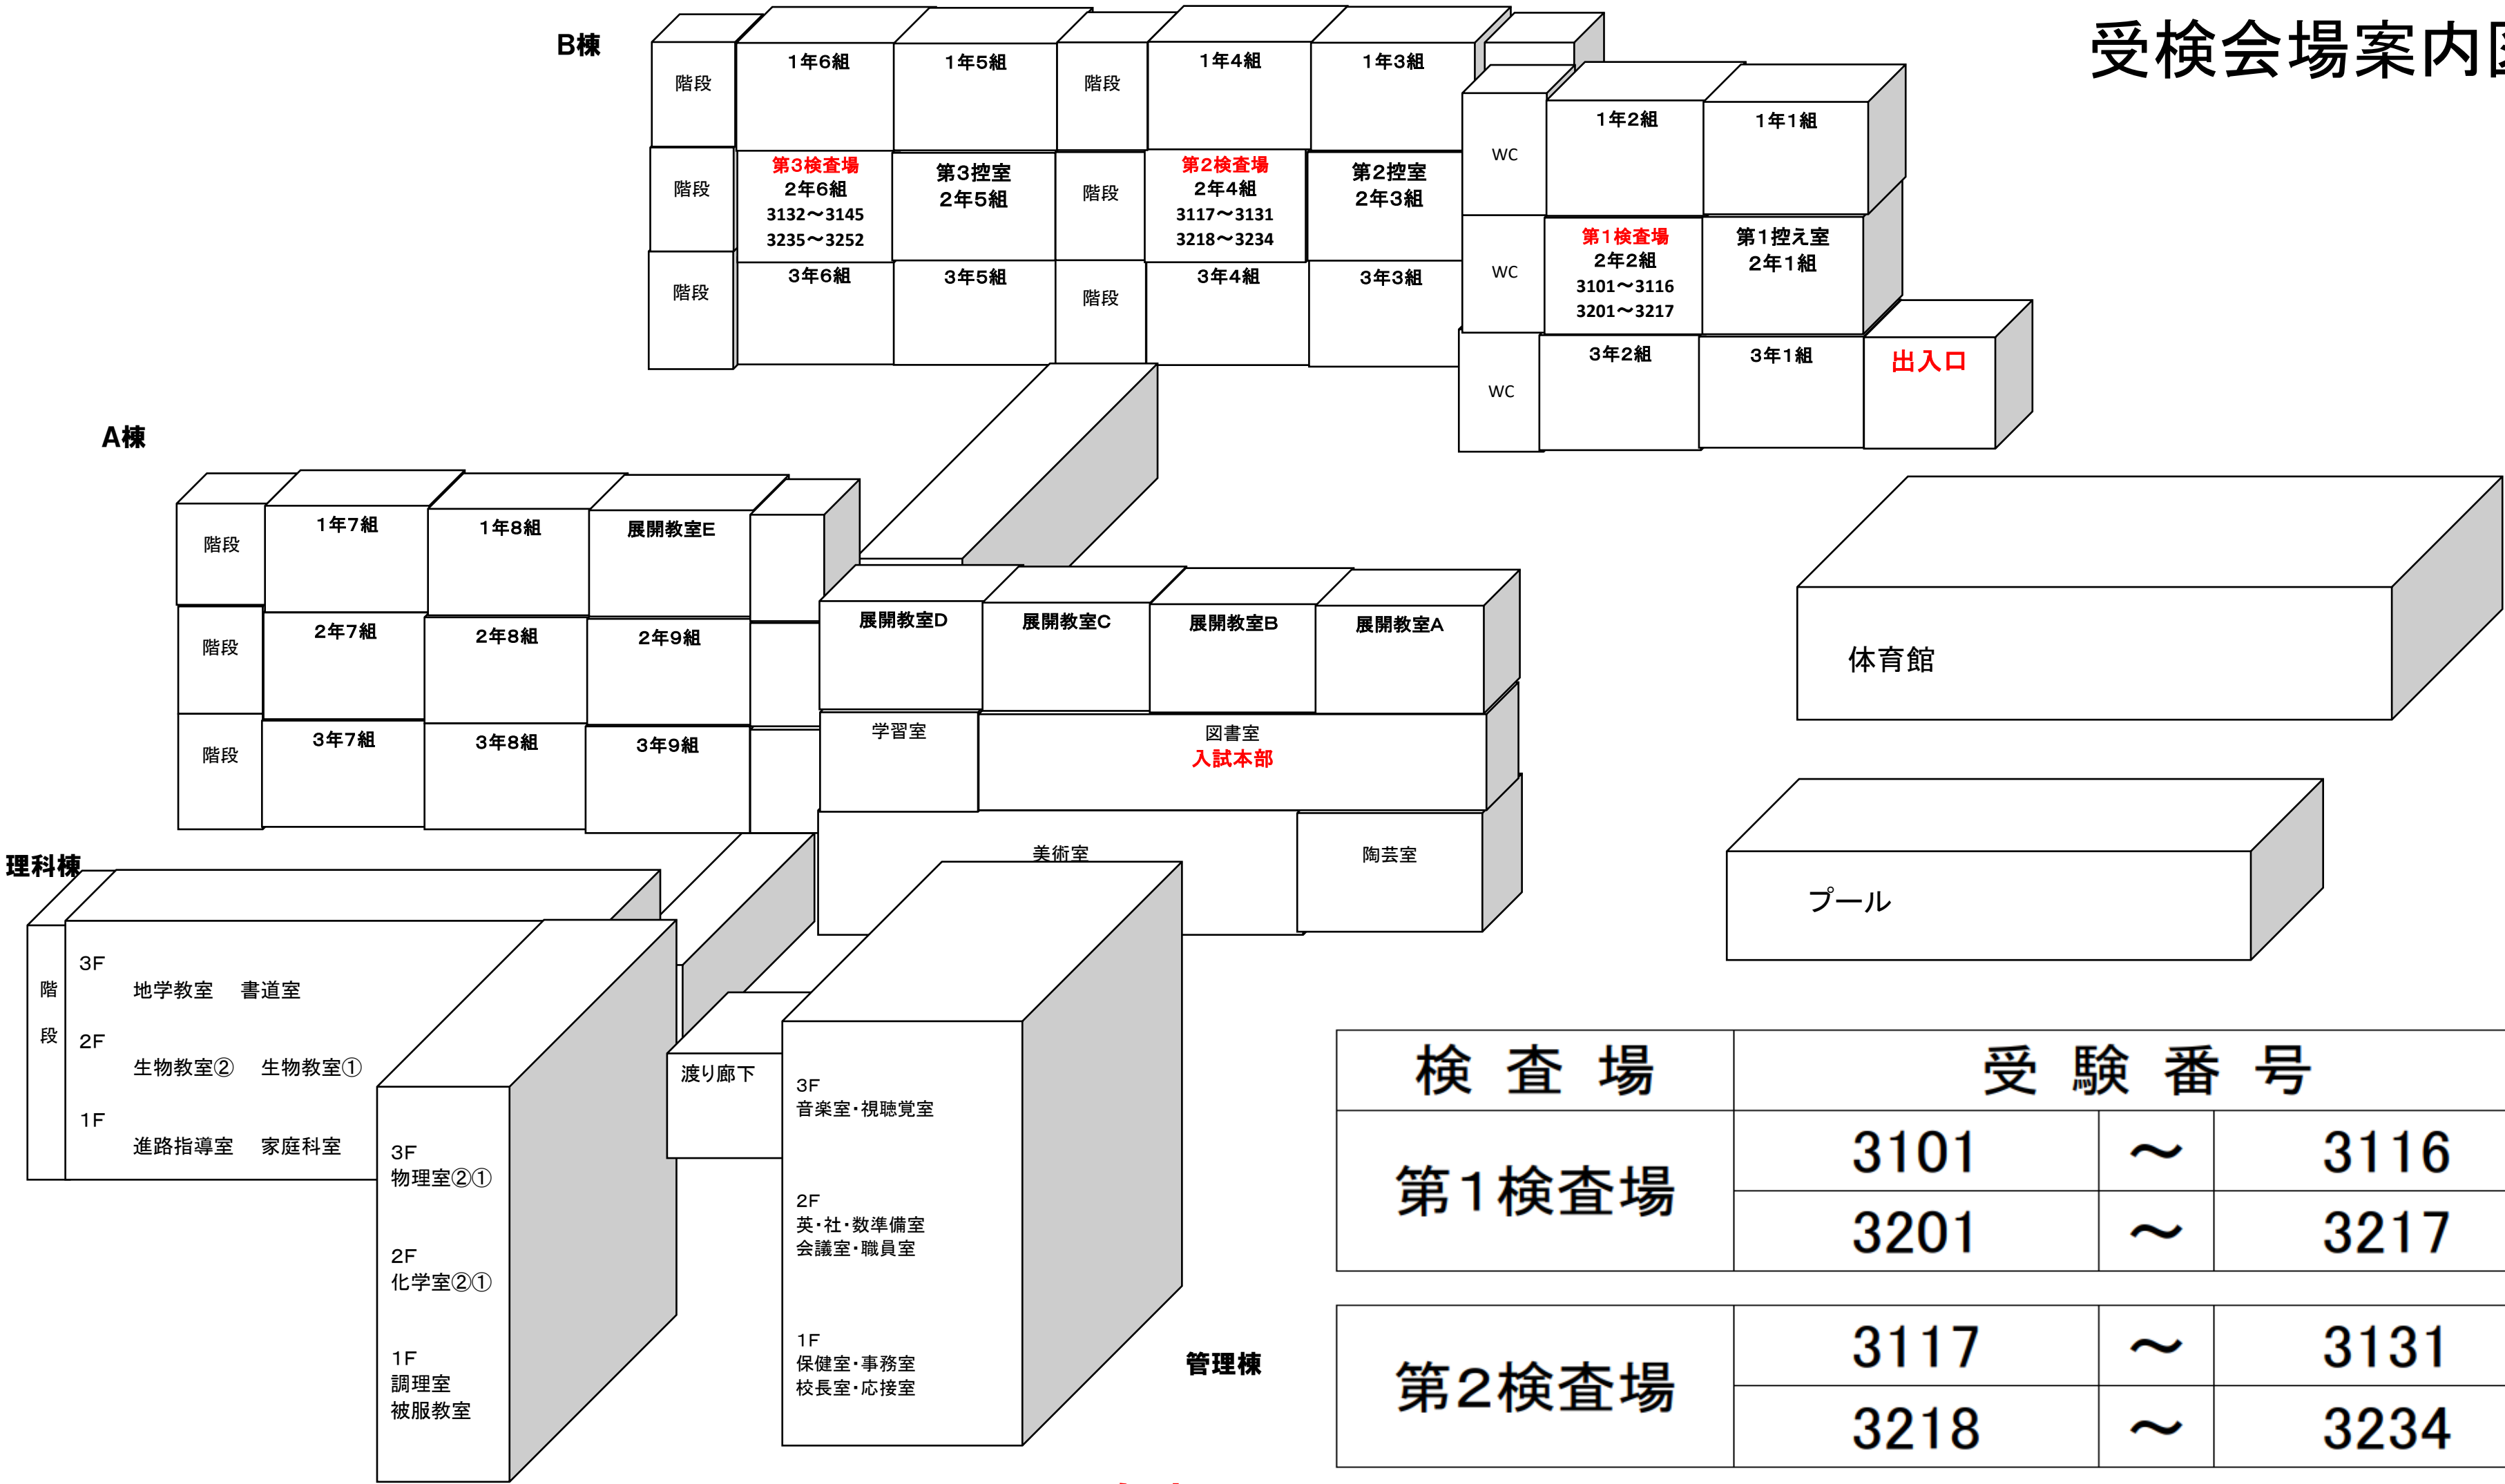 受検会場案内図
B棟
階段
1年6組
1年5組
階段
1年4組
1年3組
階段
第3検査場
2年6組
3132～3145
3235～3252
第3控室
2年5組
階段
第2検査場
2年4組
3117～3131
3218～3234
第2控室
2年3組
階段
3年6組
3年5組
階段
3年4組
3年3組
WC
1年2組
1年1組
WC
第1検査場
2年2組
3101～3116
3201～3217
第1控え室
2年1組
WC
3年2組
3年1組
出入口
A棟
階段
1年7組
1年8組
展開教室E
階段
2年7組
2年8組
2年9組
階段
3年7組
3年8組
3年9組
展開教室D
展開教室C
展開教室B
展開教室A
学習室
図書室
入試本部
美術室
陶芸室
体育館
プール
理科棟
階
段
3F
地学教室 書道室
2F
生物教室② 生物教室①
1F
進路指導室 家庭科室
3F
物理室②①
2F
化学室②①
1F
調理室
被服教室
渡り廊下
3F
音楽室・視聴覚室
2F
英・社・数準備室
会議室・職員室
1F
保健室・事務室
校長室・応接室
管理棟
検査場 受験番号
第1検査場
3101 ～ 3116
3201 ～ 3217
第2検査場
3117 ～ 3131
3218 ～ 3234